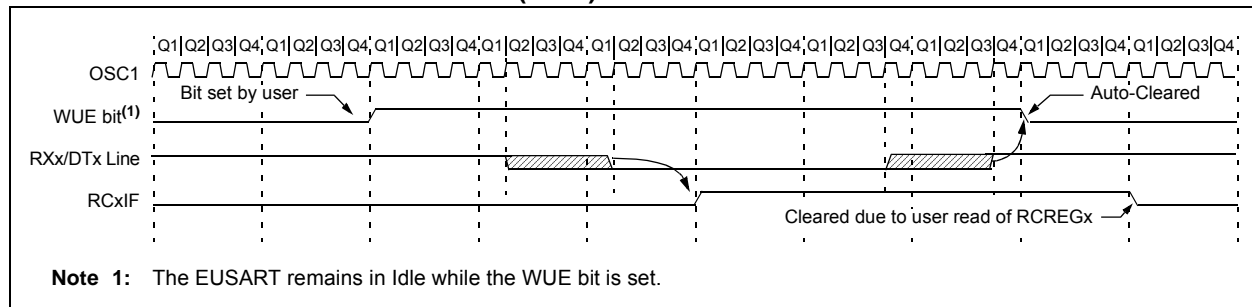 Q1 Q2 Q3 Q4 Q1 Q2 Q3 Q4 Q1 Q2 Q3 Q4 Q1 Q2 Q3 Q4 Q1 Q2 Q3 Q4 Q1 Q2 Q3 Q4 Q1 Q2 Q3 Q4 Q1 Q2 Q3 Q4 Q1 Q2 Q3 Q4 Q1 Q2 Q3 Q4
OSC1
Bit set by user
Auto-Cleared
WUE bit(1)
RXx/DTx Line
RCxIF
Cleared due to user read of RCREGx
Note 1: The EUSART remains in Idle while the WUE bit is set.